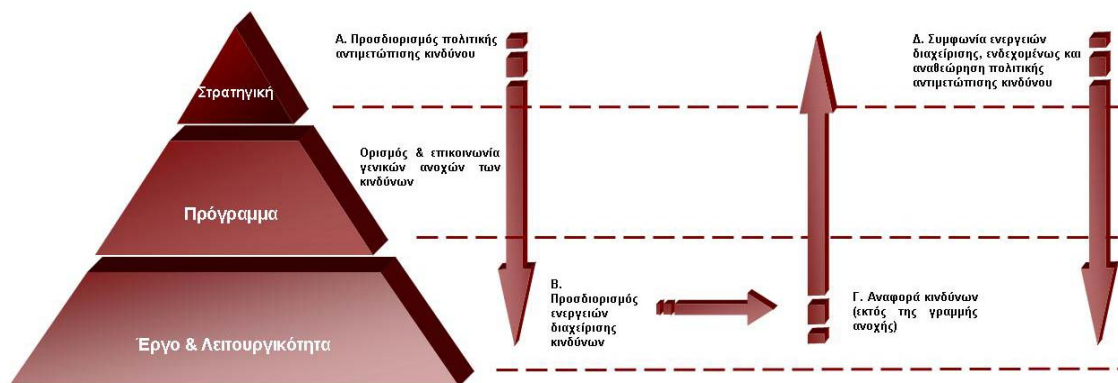 Στρατηγική
Πρόγραμμα
Έργο & Λειτουργικότητα
Α. Προσδιορισμός πολιτικής
αντιμετώπισης κινδύνου
Ορισμός & επικοινωνία
γενικών ανοχών των
κινδύνων
Β.
Προσδιορισμός
ενεργειών
διαχείρισης
κινδύνων
Γ. Αναφορά κινδύνων
(εκτός της γραμμής
ανοχής)
Δ. Συμφωνία ενεργειών
διαχείρισης, ενδεχομένως και
αναθεώρηση πολιτικής
αντιμετώπισης κινδύνου